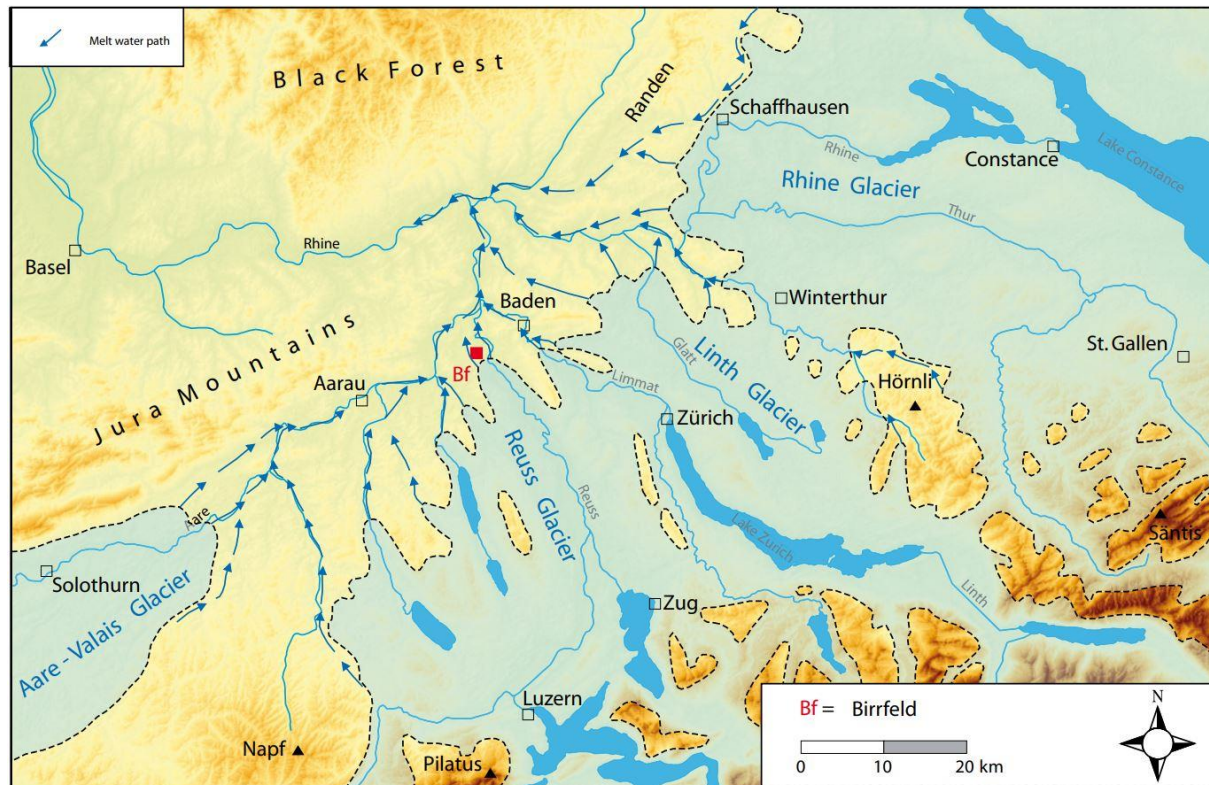 Melt water path
Black Forest
Randen
Schaffhausen
Rhine
Constance
Lake Constance
Rhine Glacier
Thur
Rhine
Basel
Baden
Winterthur
Jura Mountains
Bf
Aarau
Glatt
Linth Glacier
Limmat
Zürich
Hörnli
St. Gallen
Reuss Glacier
Reuss
Lake Zurich
Säntis
Aare
Solothurn
Aare - Valais Glacier
Zug
Linth
Luzern
Napf
Pilatus
Bf = Birrfeld
0 10 20 km
N